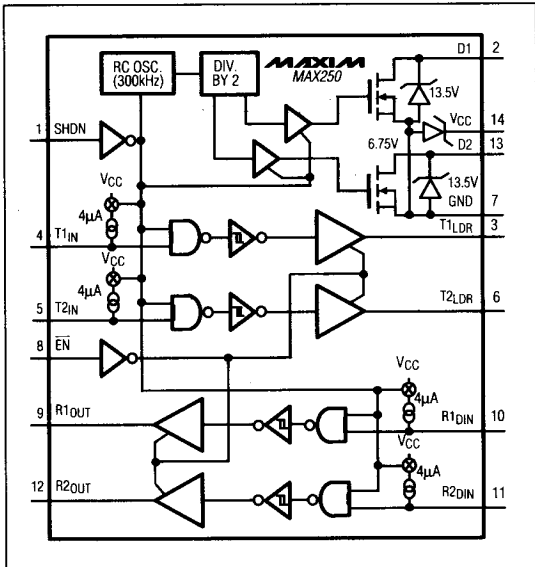 RC OSC.
(300kHz)
DIV.
BY 2
MAXIM
MAX250
D1 2
13.5V
1 SHDN
VCC 14
6.75V
D2 13
VCC
4µA
13.5V
GND 7
4 T1IN
T1LDR 3
VCC
4µA
5 T2IN
T2LDR 6
8 EN
VCC
4µA
9 R1OUT
R1DIN 10
VCC
4µA
12 R2OUT
R2DIN 11